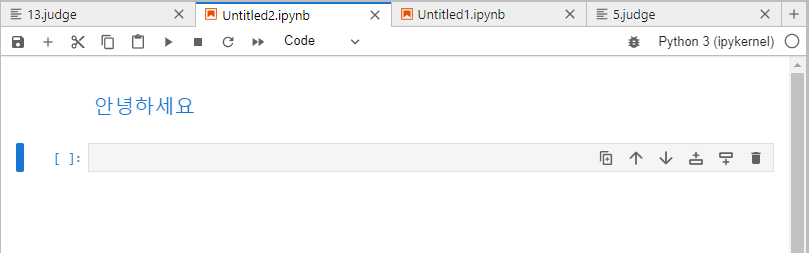 13.judge
Untitled2.ipynb
Untitled1.ipynb
5.judge
Code
Python 3 (ipykernel)
안녕하세요
[ ]: